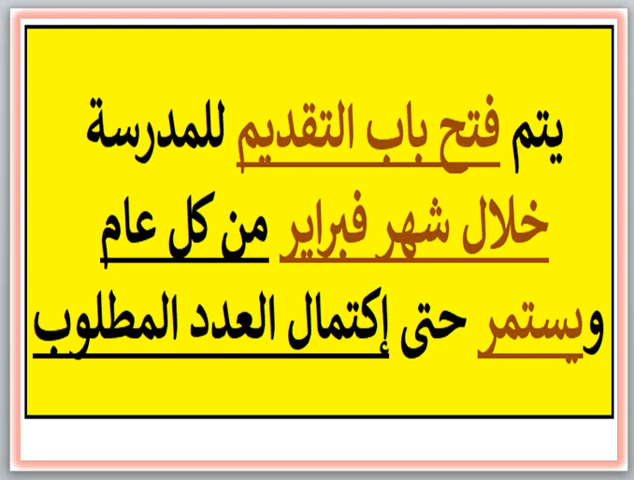 يتم فتح باب التقديم للمدرسة
خلال شهر فبراير من كل عام
ويستمر حتى إكتمال العدد المطلوب